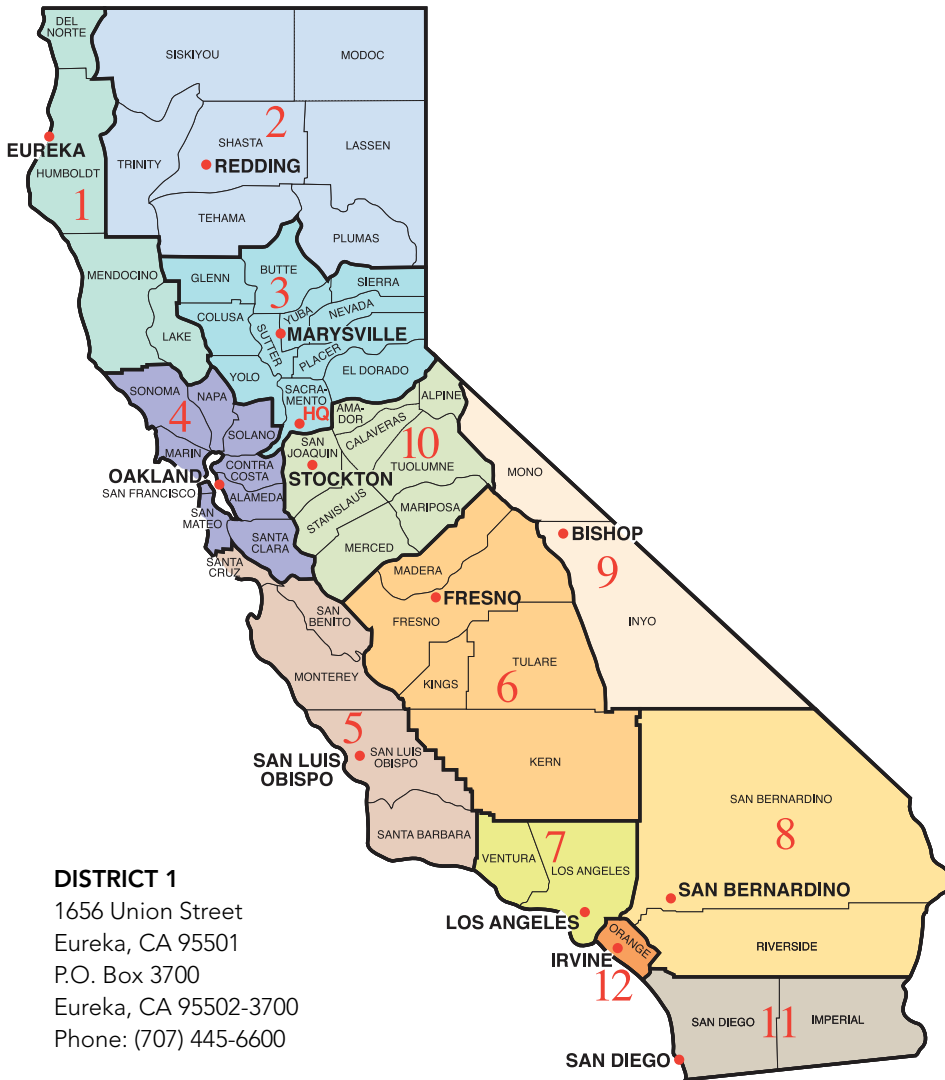 DEL
NORTE
SISKIYOU
MODOC
2
SHASTA
LASSEN
EUREKA
TRINITY
REDDING
HUMBOLDT
1
TEHAMA
PLUMAS
MENDOCINO
GLENN
BUTTE
SIERRA
3
COLUSA
YUBA
NEVADA
SUTTER
MARYSVILLE
LAKE
PLACER
YOLO
EL DORADO
SONOMA
NAPA
SACRA-
MENTO
ALPINE
4
HQ
AMA-
DOR
SOLANO
CALAVERAS
MARIN
SAN
JOAQUIN
10
CONTRA
COSTA
TUOLUMNE
MONO
OAKLAND
STOCKTON
SAN FRANCISCO
ALAMEDA
STANISLAUS
MARIPOSA
SAN
MATEO
SANTA
CLARA
MERCED
BISHOP
SANTA
CRUZ
MADERA
9
FRESNO
SAN
BENITO
FRESNO
INYO
MONTEREY
TULARE
KINGS
6
5
SAN LUIS
OBISPO
SAN LUIS
OBISPO
KERN
SAN BERNARDINO
SANTA BARBARA
8
7
VENTURA
LOS ANGELES
SAN BERNARDINO
LOS ANGELES
ORANGE
RIVERSIDE
IRVINE
12
SAN DIEGO
11
IMPERIAL
SAN DIEGO
DISTRICT 1
1656 Union Street
Eureka, CA 95501
P.O. Box 3700
Eureka, CA 95502-3700
Phone: (707) 445-6600